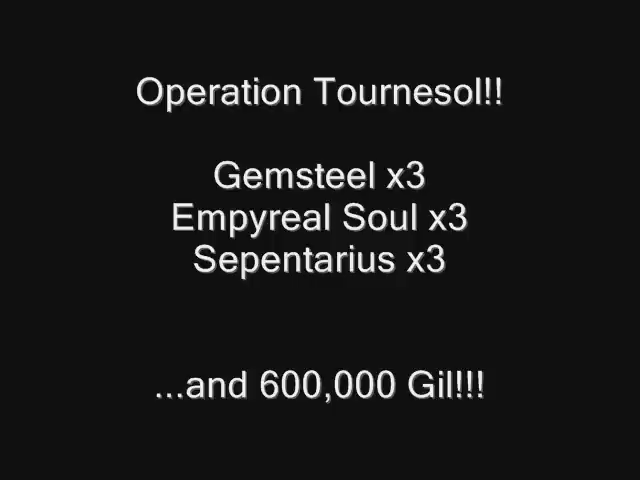 Operation Tournesol!!
Gemsteel x3
Empyreal Soul x3
Sepentarius x3
...and 600,000 Gil!!!